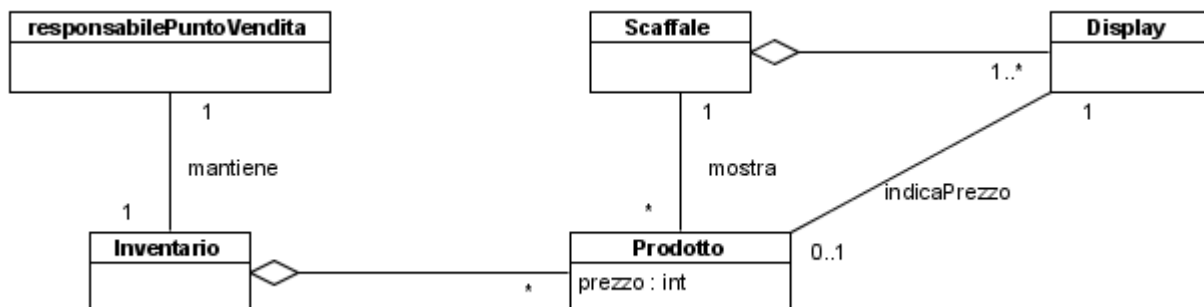 responsabilePuntoVendita
Scaffale
Display
1..*
1
1
1
mantiene
mostra
indicaPrezzo
1
*
Inventario
Prodotto
0..1
prezzo : int
*